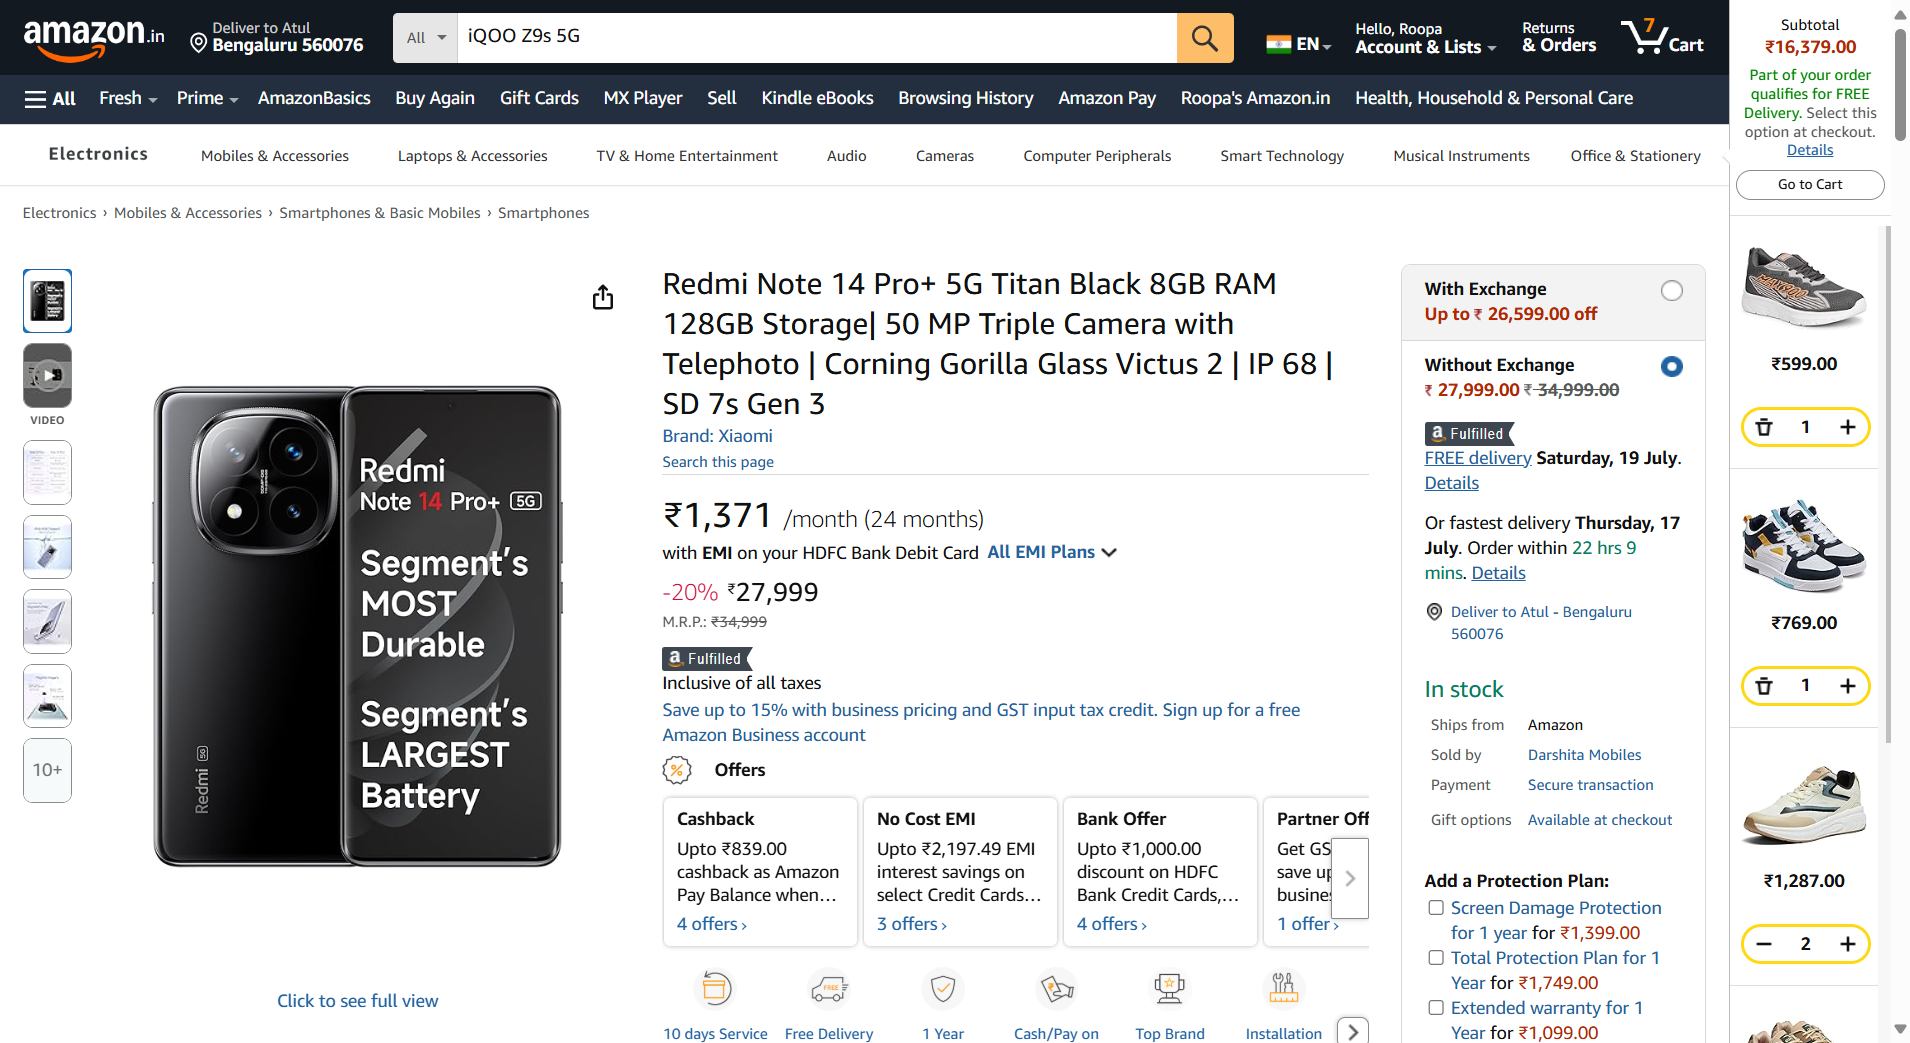 amazon.in
Deliver to Atul
Bengaluru 560076
All
iQOO Z9s 5G
EN
Hello, Roopa
Account & Lists
Returns
& Orders
7
Cart
All
Fresh
Prime
AmazonBasics
Buy Again
Gift Cards
MX Player
Sell
Kindle eBooks
Browsing History
Amazon Pay
Roopa's Amazon.in
Health, Household & Personal Care
Electronics
Mobiles & Accessories
Laptops & Accessories
TV & Home Entertainment
Audio
Cameras
Computer Peripherals
Smart Technology
Musical Instruments
Office & Stationery
Electronics › Mobiles & Accessories › Smartphones & Basic Mobiles › Smartphones
VIDEO
10+
Redmi
Note 14 Pro+ 5G
Segment's
MOST
Durable
Segment's
LARGEST
Battery
Redmi 5G
Click to see full view
Redmi Note 14 Pro+ 5G Titan Black 8GB RAM
128GB Storage| 50 MP Triple Camera with
Telephoto | Corning Gorilla Glass Victus 2 | IP 68 |
SD 7s Gen 3
Brand: Xiaomi
Search this page
₹1,371 /month (24 months)
with EMI on your HDFC Bank Debit Card All EMI Plans
-20% ₹27,999
M.R.P.: ₹34,999
a Fulfilled
Inclusive of all taxes
Save up to 15% with business pricing and GST input tax credit. Sign up for a free
Amazon Business account
Offers
Cashback
Upto ₹839.00
cashback as Amazon
Pay Balance when…
4 offers ›
No Cost EMI
Upto ₹2,197.49 EMI
interest savings on
select Credit Cards…
3 offers ›
Bank Offer
Upto ₹1,000.00
discount on HDFC
Bank Credit Cards,…
4 offers ›
Partner Off
Get GS
save up
busine
1 offer ›
10 days Service
Free Delivery
1 Year
Cash/Pay on
Top Brand
Installation
With Exchange
Up to ₹ 26,599.00 off
Without Exchange
₹ 27,999.00 ₹ 34,999.00
a Fulfilled
FREE delivery Saturday, 19 July.
Details
Or fastest delivery Thursday, 17
July. Order within 22 hrs 9
mins. Details
Deliver to Atul - Bengaluru
560076
In stock
Ships from Amazon
Sold by Darshita Mobiles
Payment Secure transaction
Gift options Available at checkout
Add a Protection Plan:
Screen Damage Protection
for 1 year for ₹1,399.00
Total Protection Plan for 1
Year for ₹1,749.00
Extended warranty for 1
Year for ₹1,099.00
Subtotal
₹16,379.00
Part of your order
qualifies for FREE
Delivery. Select this
option at checkout.
Details
Go to Cart
₹599.00
1
₹769.00
1
₹1,287.00
2